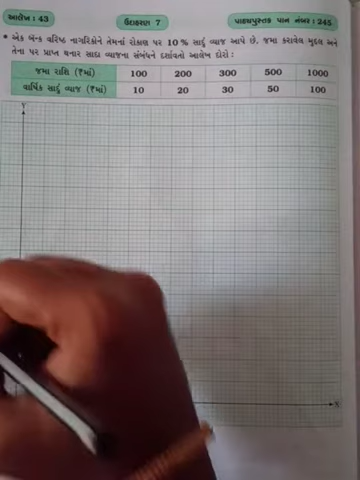 આલેખ : 43 ઉદાહરણ 7 પાઠ્યપુસ્તક પાન નંબર : 245
• એક બેન્ક વરિષ્ઠ નાગરિકોને તેમનાં રોકાણ પર 10 % સાદું વ્યાજ આપે છે. જમા કરાવેલ મુદ્દલ અને
તેના પર પ્રાપ્ત થનાર સાદા વ્યાજના સંબંધને દર્શાવતો આલેખ દોરો :
જમા રાશિ (₹માં) 100 200 300 500 1000
વાર્ષિક સાદું વ્યાજ (₹માં) 10 20 30 50 100
Y
X